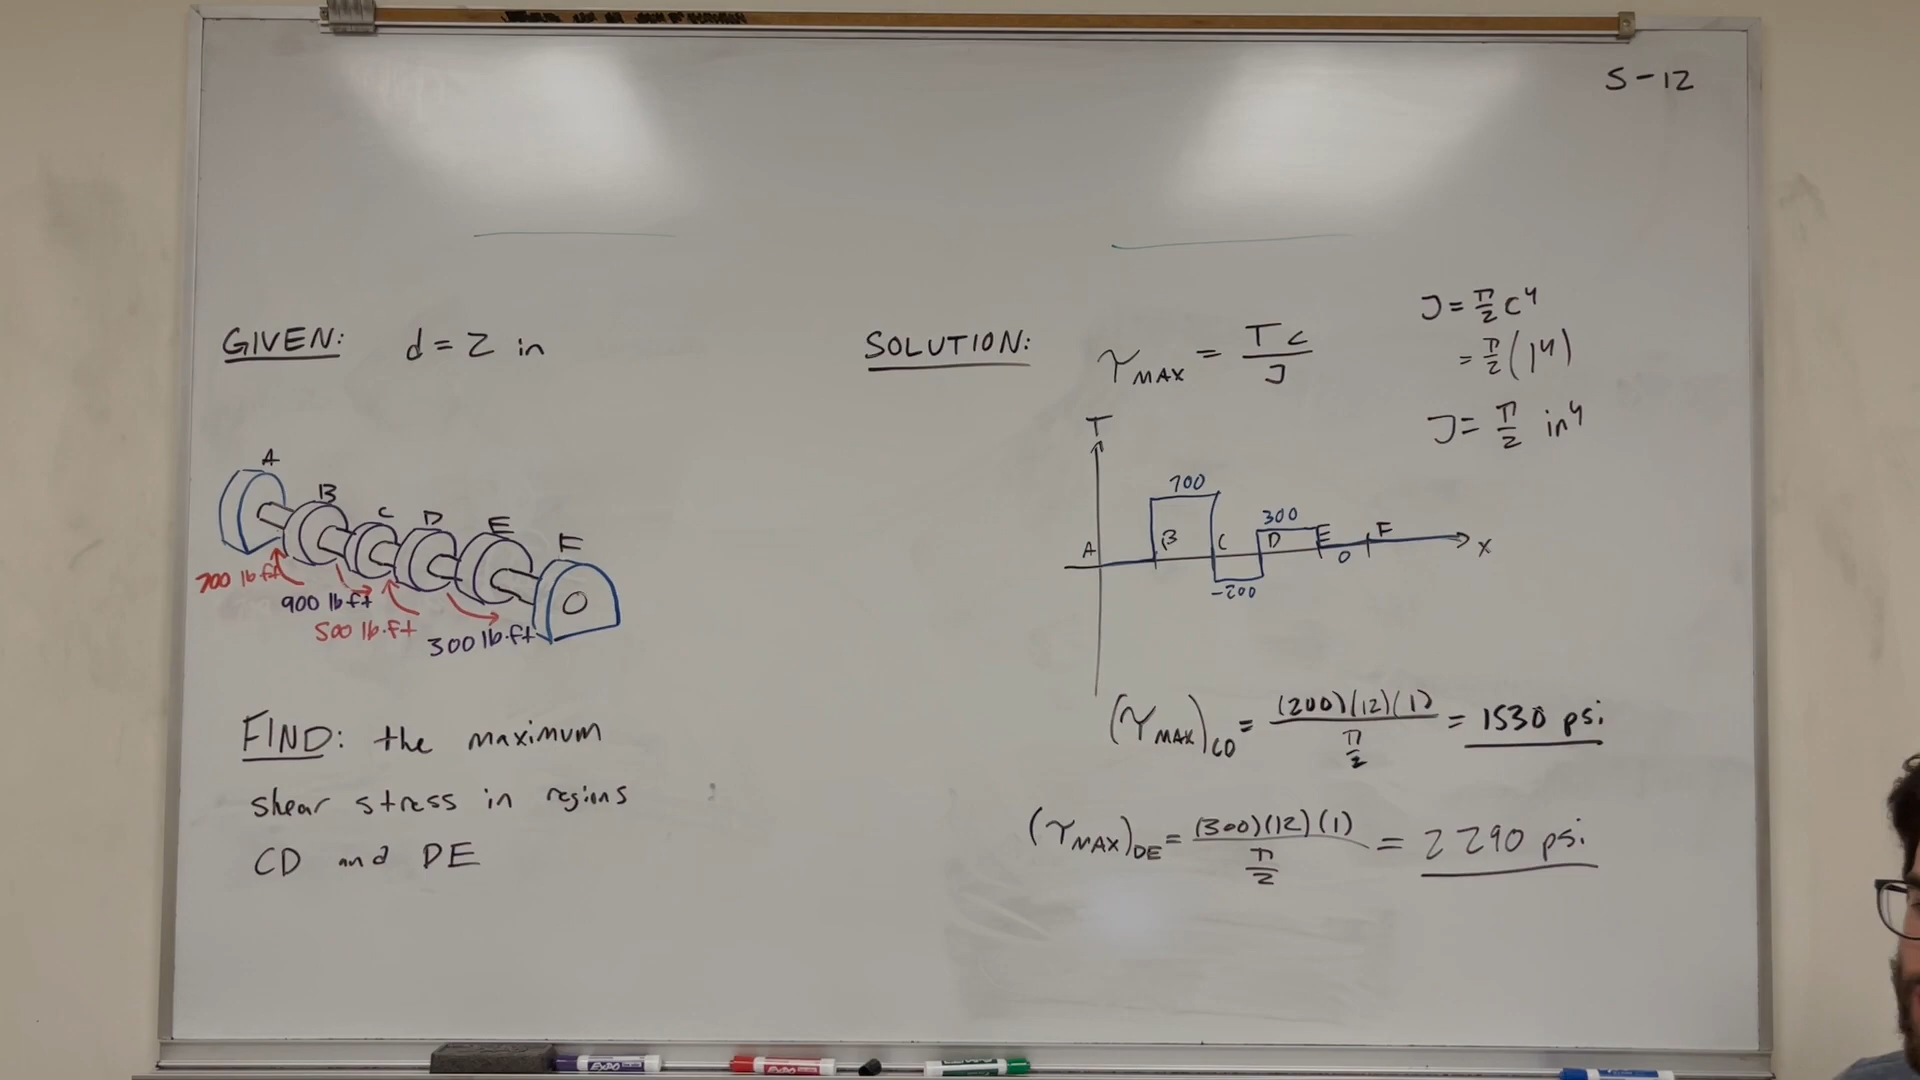 S-12
GIVEN: d = 2 in
A
B
C
D
E
F
700 lb·ft
900 lb·ft
500 lb·ft
300 lb·ft
FIND: the maximum
shear stress in regions
CD and DE
SOLUTION: τMAX = Tc/J
J = π/2 c⁴
= π/2 (1⁴)
J = π/2 in⁴
T
700
300
A B C D E F x
0
-200
(τMAX)CD = (200)(12)(1) / π/2 = 1530 psi
(τMAX)DE = (300)(12)(1) / π/2 = 2290 psi
EXPO
EXPO